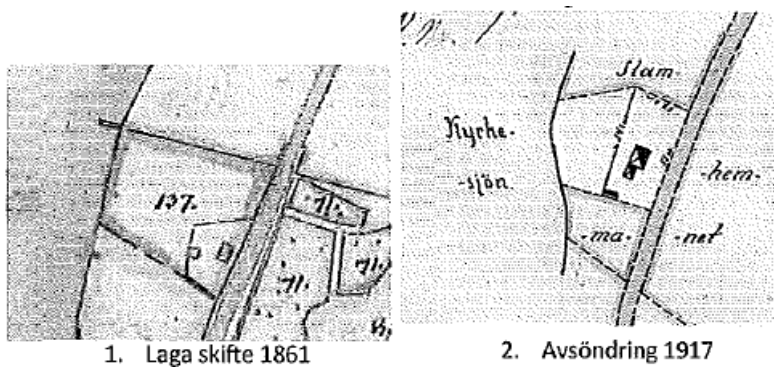 137.
71.
71.
71.
1. Laga skifte 1861
Stam-
Kyrke-
-sjön
-hem-
-ma-
-net
2. Avsöndring 1917